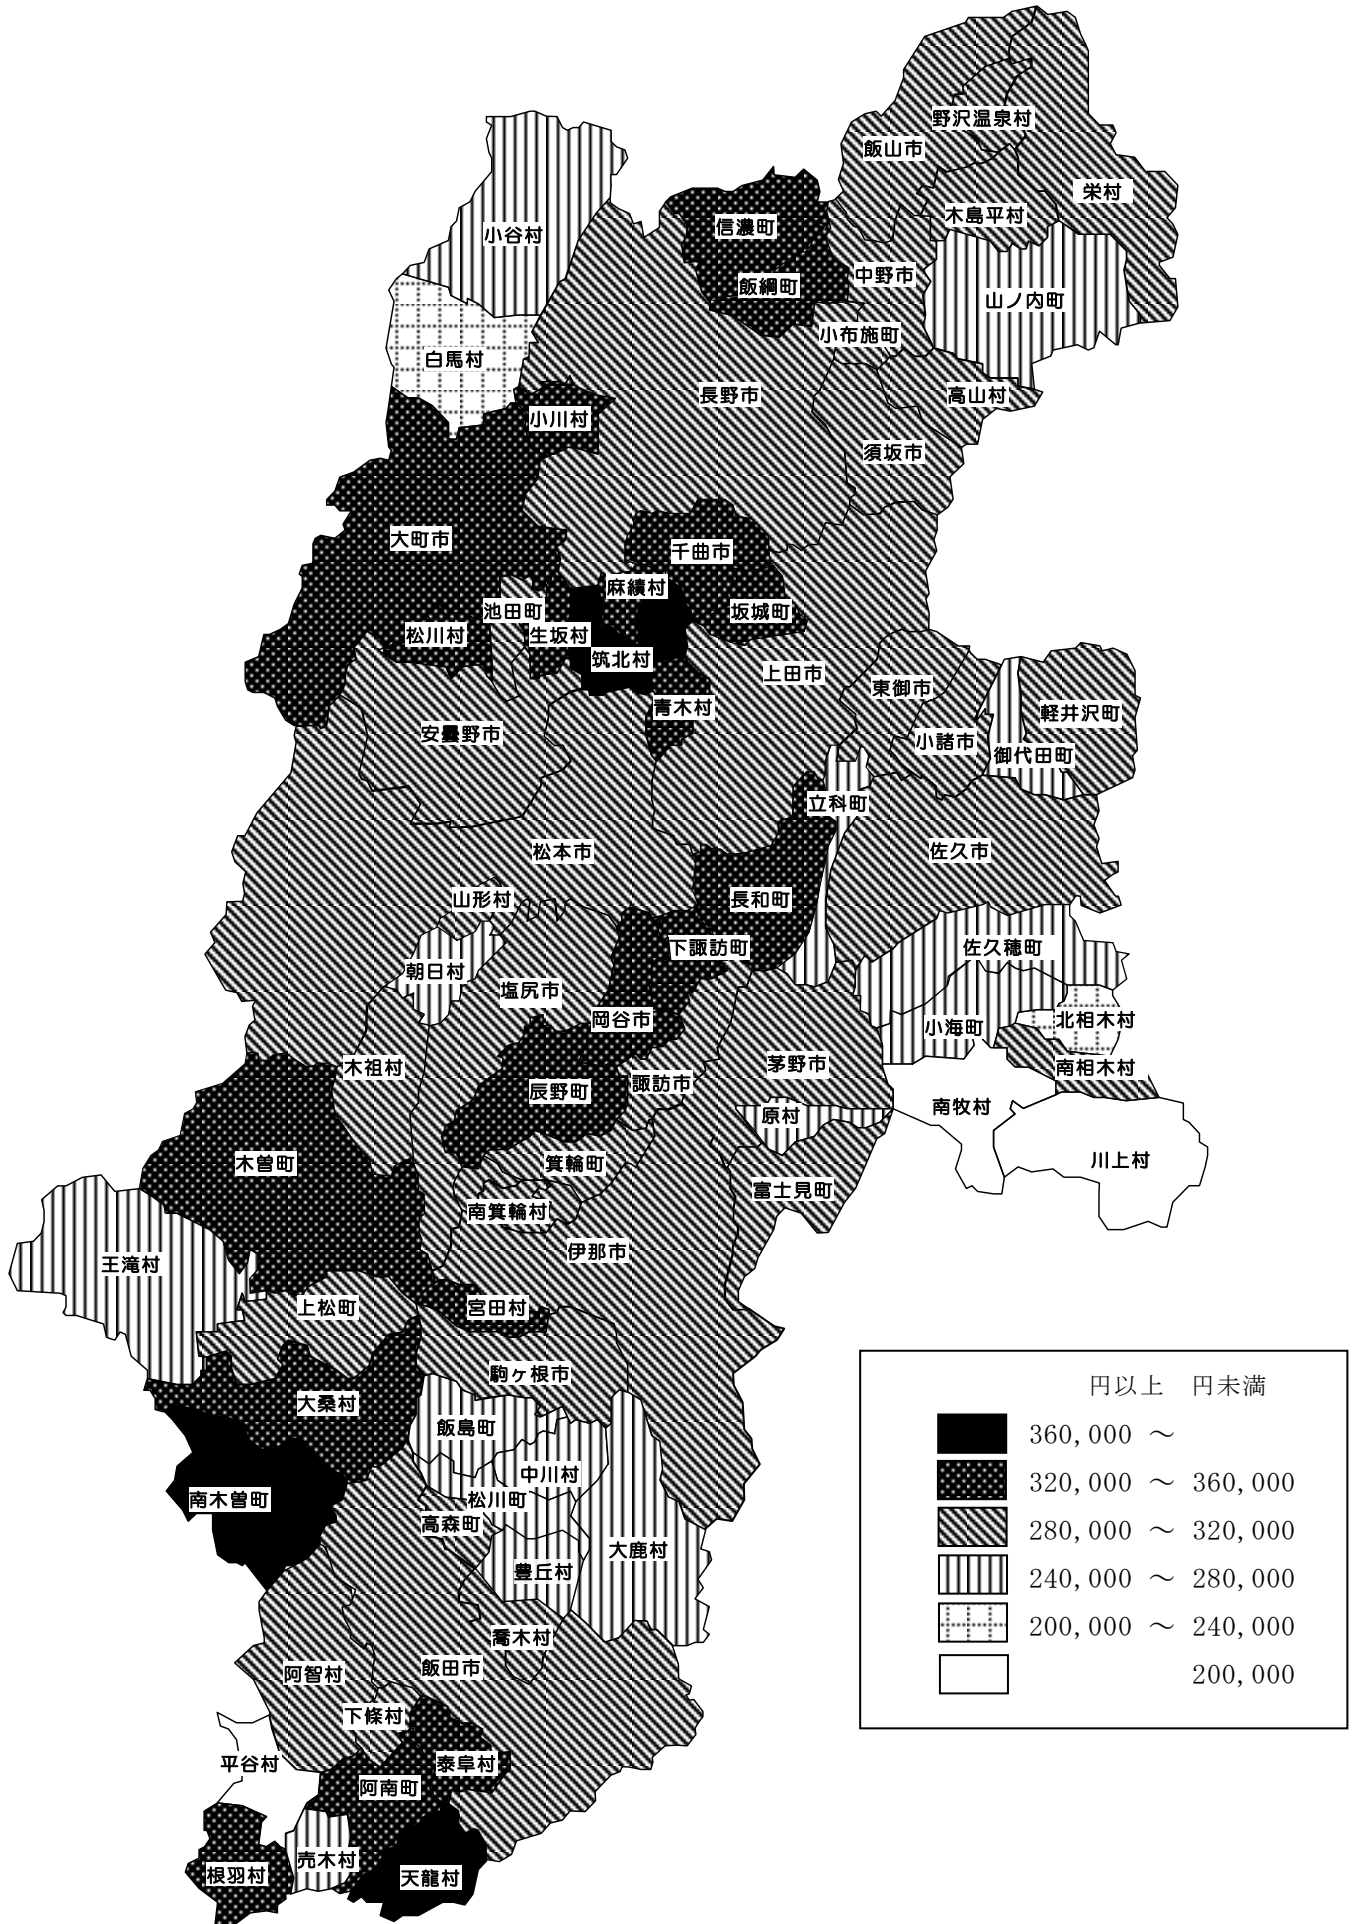 野沢温泉村
飯山市
栄村
木島平村
信濃町
小谷村
中野市
飯綱町
山ノ内町
小布施町
白馬村
長野市
高山村
小川村
須坂市
大町市
千曲市
麻績村
池田町
坂城町
松川村
生坂村
筑北村
上田市
東御市
青木村
軽井沢町
安曇野市
小諸市
御代田町
立科町
松本市
佐久市
山形村
長和町
下諏訪町
佐久穂町
朝日村
塩尻市
岡谷市
北相木村
小海町
木祖村
茅野市
南相木村
諏訪市
辰野町
南牧村
原村
木曽町
箕輪町
川上村
富士見町
南箕輪村
伊那市
王滝村
上松町
宮田村
駒ヶ根市
大桑村
飯島町
中川村
南木曽町
松川町
高森町
大鹿村
豊丘村
喬木村
飯田市
阿智村
下條村
平谷村
泰阜村
阿南町
売木村
根羽村
天龍村
円以上 円未満
360,000 ～
320,000 ～ 360,000
280,000 ～ 320,000
240,000 ～ 280,000
200,000 ～ 240,000
200,000